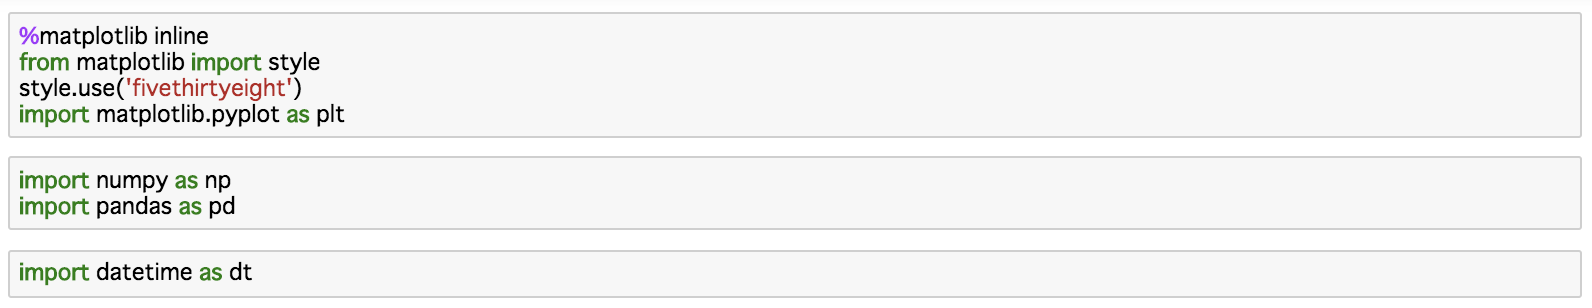 %matplotlib inline
from matplotlib import style
style.use('fivethirtyeight')
import matplotlib.pyplot as plt
import numpy as np
import pandas as pd
import datetime as dt